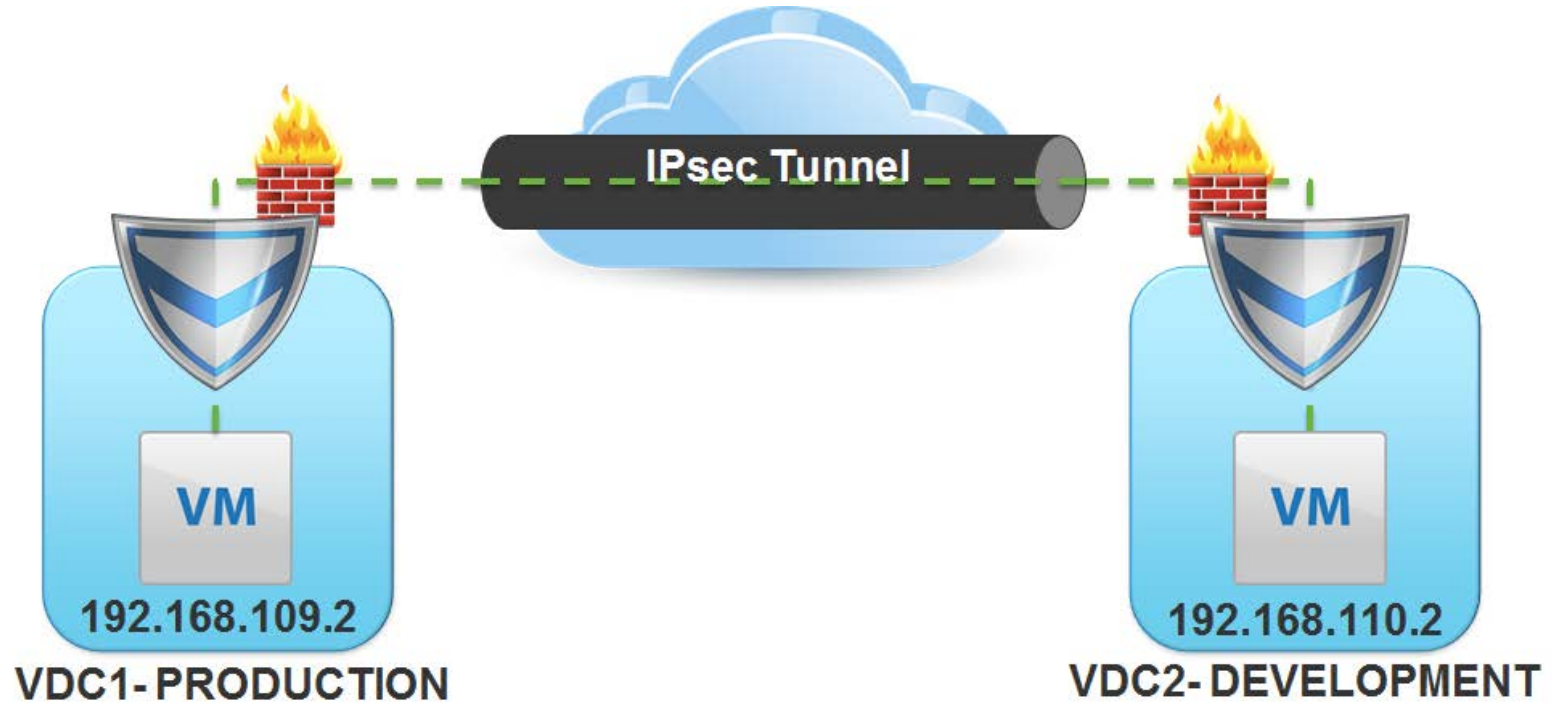 IPsec Tunnel
VM
VM
192.168.109.2
192.168.110.2
VDC1- PRODUCTION
VDC2- DEVELOPMENT